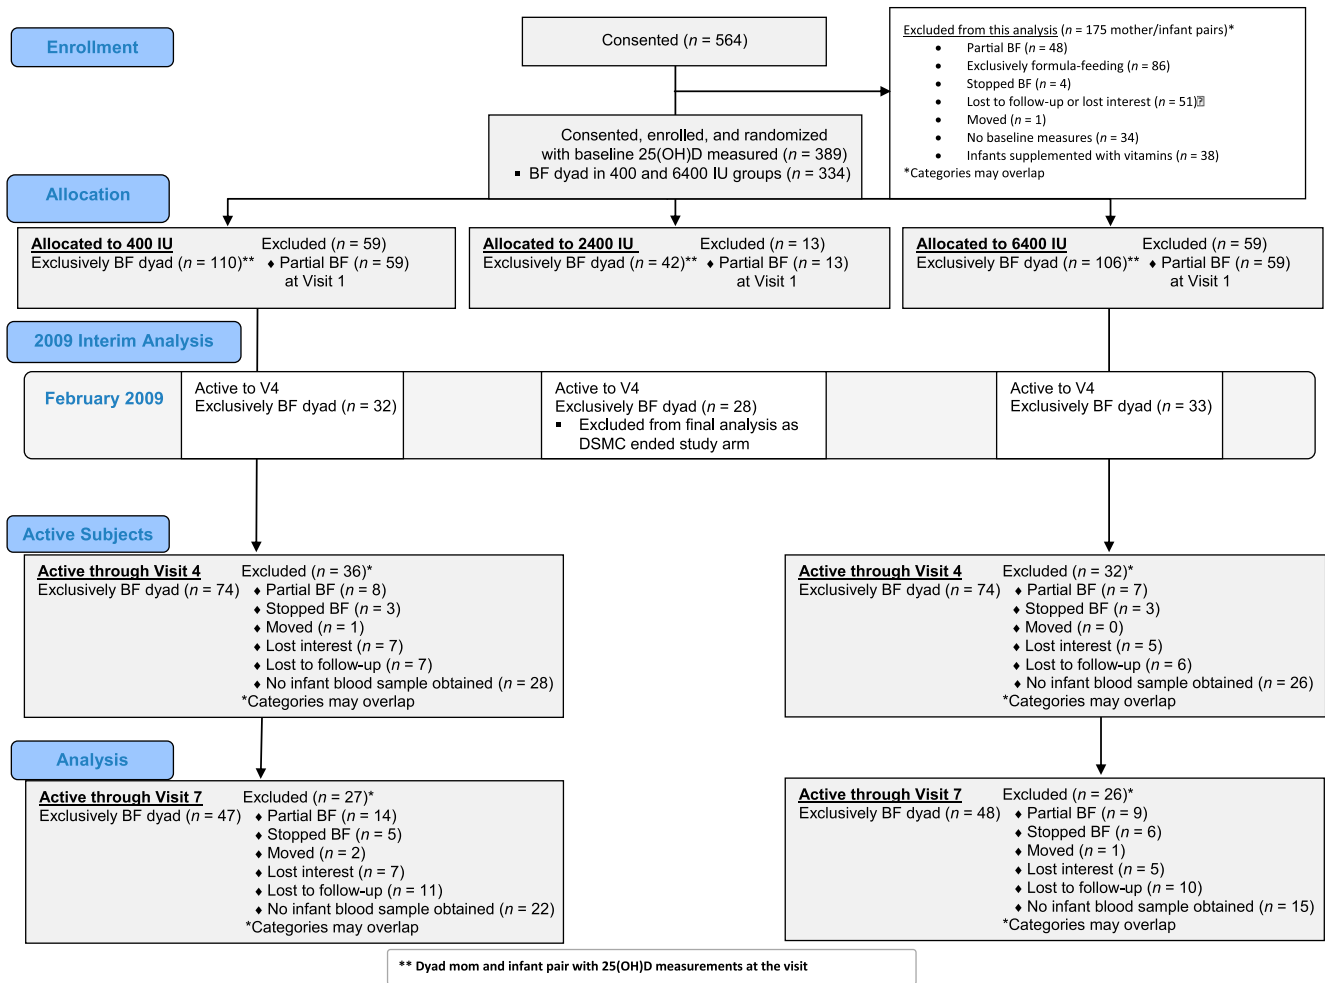 Enrollment
Consented (n = 564)
Excluded from this analysis (n = 175 mother/infant pairs)*
• Partial BF (n = 48)
• Exclusively formula-feeding (n = 86)
• Stopped BF (n = 4)
• Lost to follow-up or lost interest (n = 51)⍰
• Moved (n = 1)
• No baseline measures (n = 34)
• Infants supplemented with vitamins (n = 38)
*Categories may overlap
Consented, enrolled, and randomized
with baseline 25(OH)D measured (n = 389)
▪ BF dyad in 400 and 6400 IU groups (n = 334)
Allocation
Allocated to 400 IU Excluded (n = 59)
Exclusively BF dyad (n = 110)** ♦ Partial BF (n = 59)
at Visit 1
Allocated to 2400 IU Excluded (n = 13)
Exclusively BF dyad (n = 42)** ♦ Partial BF (n = 13)
at Visit 1
Allocated to 6400 IU Excluded (n = 59)
Exclusively BF dyad (n = 106)** ♦ Partial BF (n = 59)
at Visit 1
2009 Interim Analysis
February 2009
Active to V4
Exclusively BF dyad (n = 32)
Active to V4
Exclusively BF dyad (n = 28)
▪ Excluded from final analysis as
DSMC ended study arm
Active to V4
Exclusively BF dyad (n = 33)
Active Subjects
Active through Visit 4 Excluded (n = 36)*
Exclusively BF dyad (n = 74) ♦ Partial BF (n = 8)
♦ Stopped BF (n = 3)
♦ Moved (n = 1)
♦ Lost interest (n = 7)
♦ Lost to follow-up (n = 7)
♦ No infant blood sample obtained (n = 28)
*Categories may overlap
Active through Visit 4 Excluded (n = 32)*
Exclusively BF dyad (n = 74) ♦ Partial BF (n = 7)
♦ Stopped BF (n = 3)
♦ Moved (n = 0)
♦ Lost interest (n = 5)
♦ Lost to follow-up (n = 6)
♦ No infant blood sample obtained (n = 26)
*Categories may overlap
Analysis
Active through Visit 7 Excluded (n = 27)*
Exclusively BF dyad (n = 47) ♦ Partial BF (n = 14)
♦ Stopped BF (n = 5)
♦ Moved (n = 2)
♦ Lost interest (n = 7)
♦ Lost to follow-up (n = 11)
♦ No infant blood sample obtained (n = 22)
*Categories may overlap
Active through Visit 7 Excluded (n = 26)*
Exclusively BF dyad (n = 48) ♦ Partial BF (n = 9)
♦ Stopped BF (n = 6)
♦ Moved (n = 1)
♦ Lost interest (n = 5)
♦ Lost to follow-up (n = 10)
♦ No infant blood sample obtained (n = 15)
*Categories may overlap
** Dyad mom and infant pair with 25(OH)D measurements at the visit